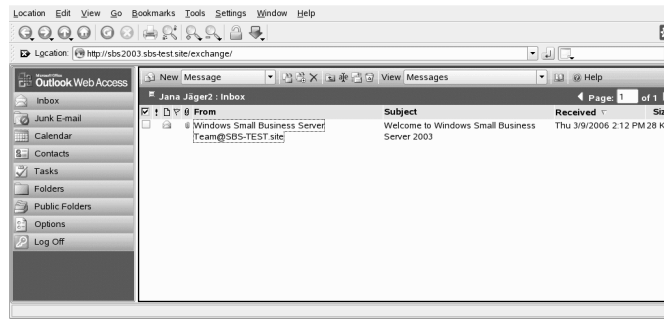 Location Edit View Go Bookmarks Tools Settings Window Help
Location: http://sbs2003.sbs-test.site/exchange/
Microsoft Office
Outlook Web Access
New Message View Messages Help
Jana Jäger2 : Inbox Page: 1 of 1
From Subject Received Siz
Windows Small Business Server Welcome to Windows Small Business Thu 3/9/2006 2:12 PM 28 K
Team@SBS-TEST.site Server 2003
Inbox
Junk E-mail
Calendar
Contacts
Tasks
Folders
Public Folders
Options
Log Off